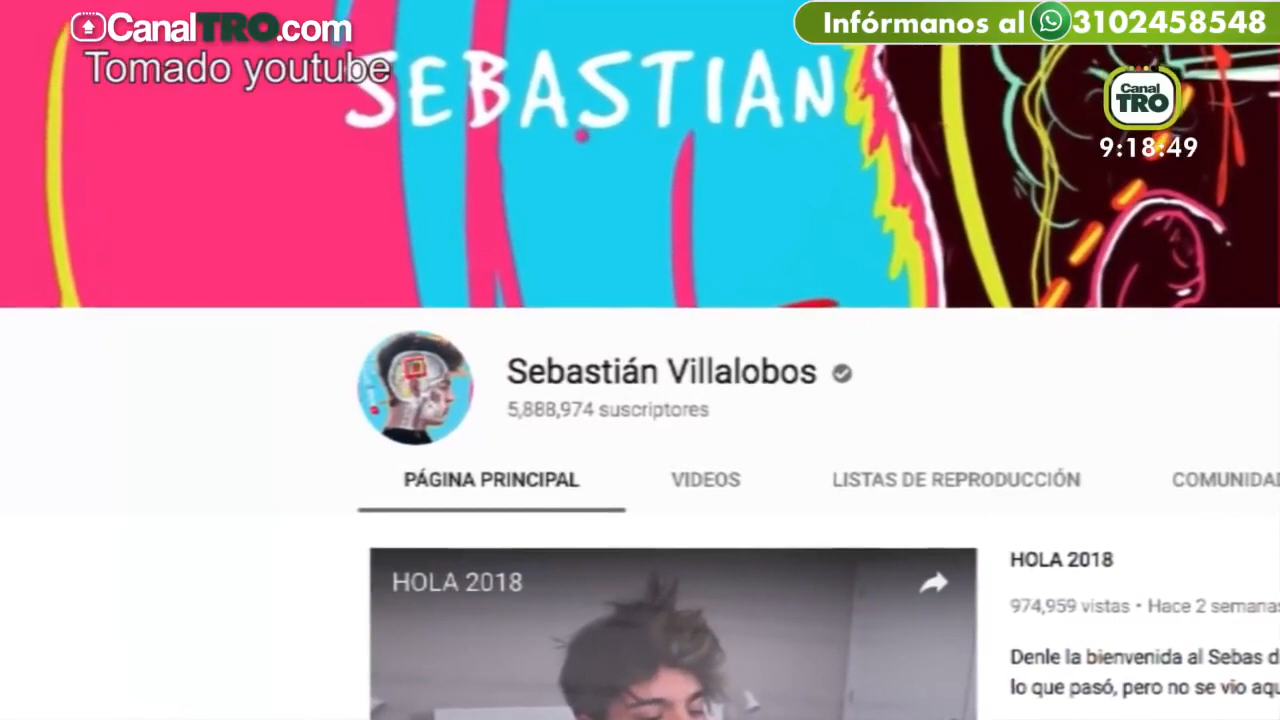 CanalTRO.com
Infórmanos al 3102458548
Tomado youtube
SEBASTIAN
Canal
TRO
9:18:49
Sebastián Villalobos
5,888,974 suscriptores
PÁGINA PRINCIPAL
VIDEOS
LISTAS DE REPRODUCCIÓN
COMUNIDAD
HOLA 2018
HOLA 2018
974,959 vistas • Hace 2 semanas
Denle la bienvenida al Sebas d
lo que pasó, pero no se vio aqu